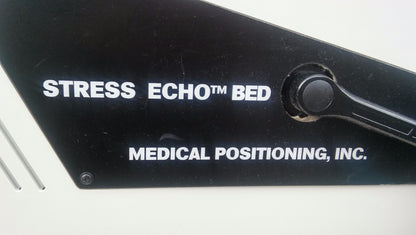 STRESS ECHO™ BED
MEDICAL POSITIONING, INC.